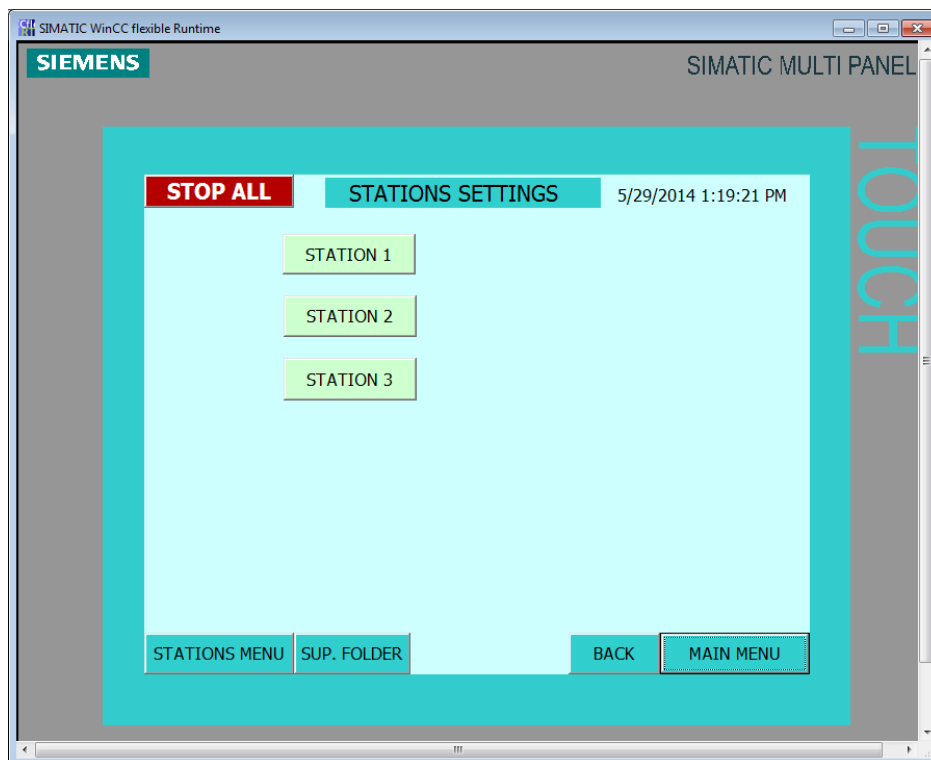 SIMATIC WinCC flexible Runtime
SIEMENS
SIMATIC MULTI PANEL
TOUCH
STOP ALL
STATIONS SETTINGS
5/29/2014 1:19:21 PM
STATION 1
STATION 2
STATION 3
STATIONS MENU
SUP. FOLDER
BACK
MAIN MENU